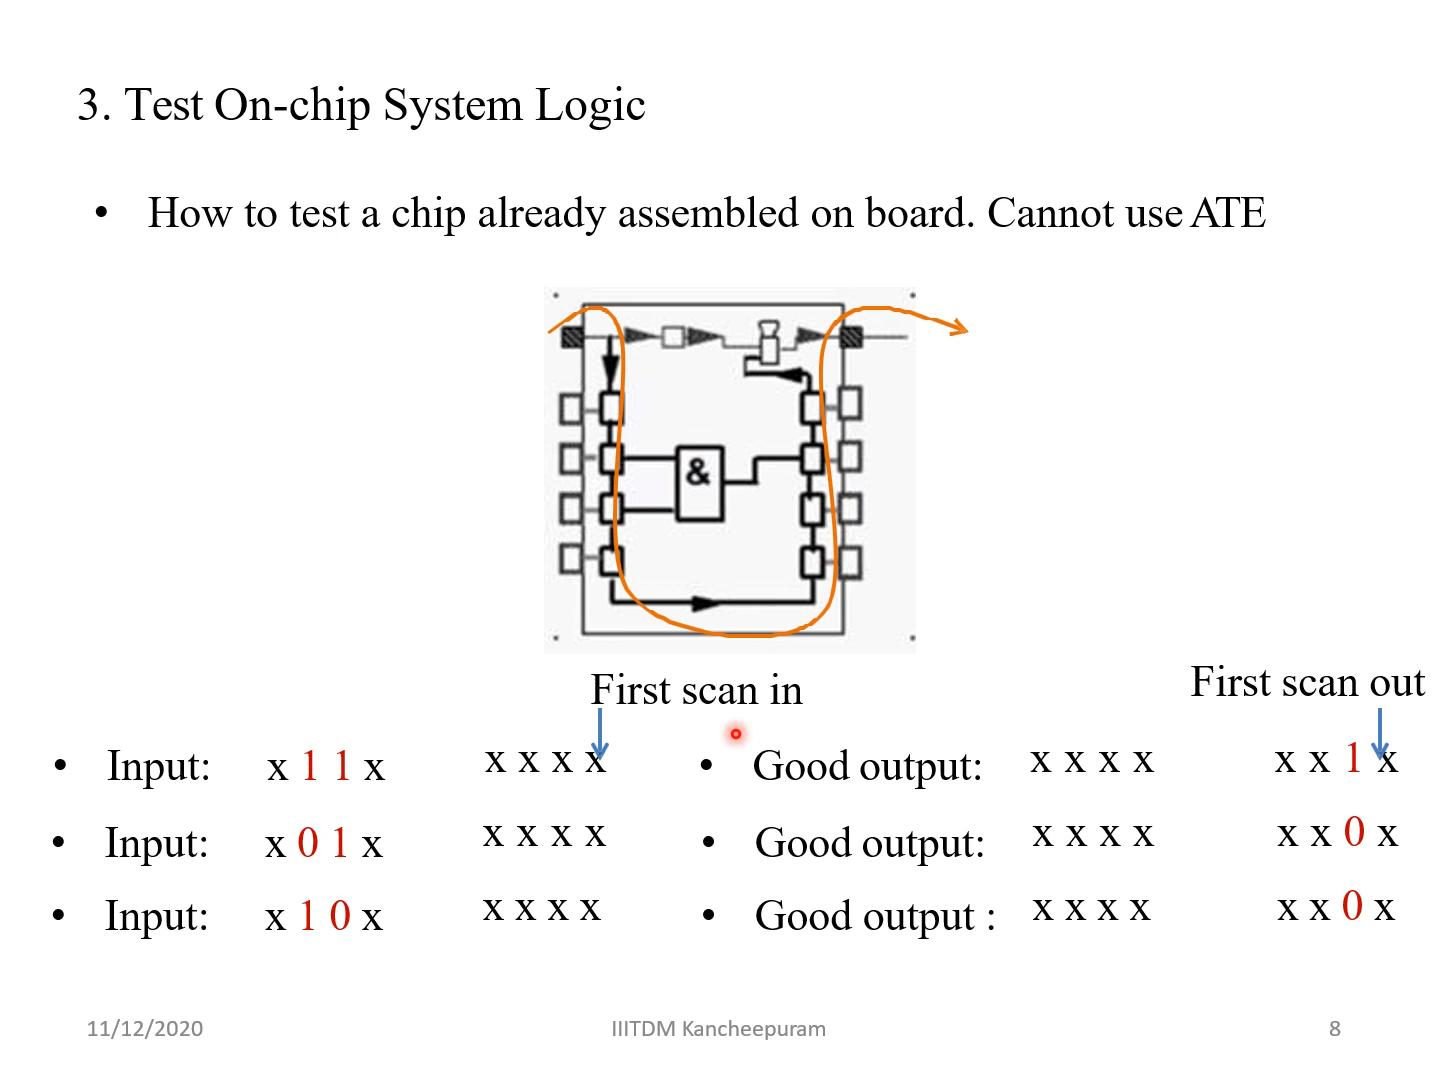 3. Test On-chip System Logic
• How to test a chip already assembled on board. Cannot use ATE
&
First scan in
First scan out
• Input: x 1 1 x x x x x • Good output: x x x x x x 1 x
• Input: x 0 1 x x x x x • Good output: x x x x x x 0 x
• Input: x 1 0 x x x x x • Good output : x x x x x x 0 x
11/12/2020 IIITDM Kancheepuram 8